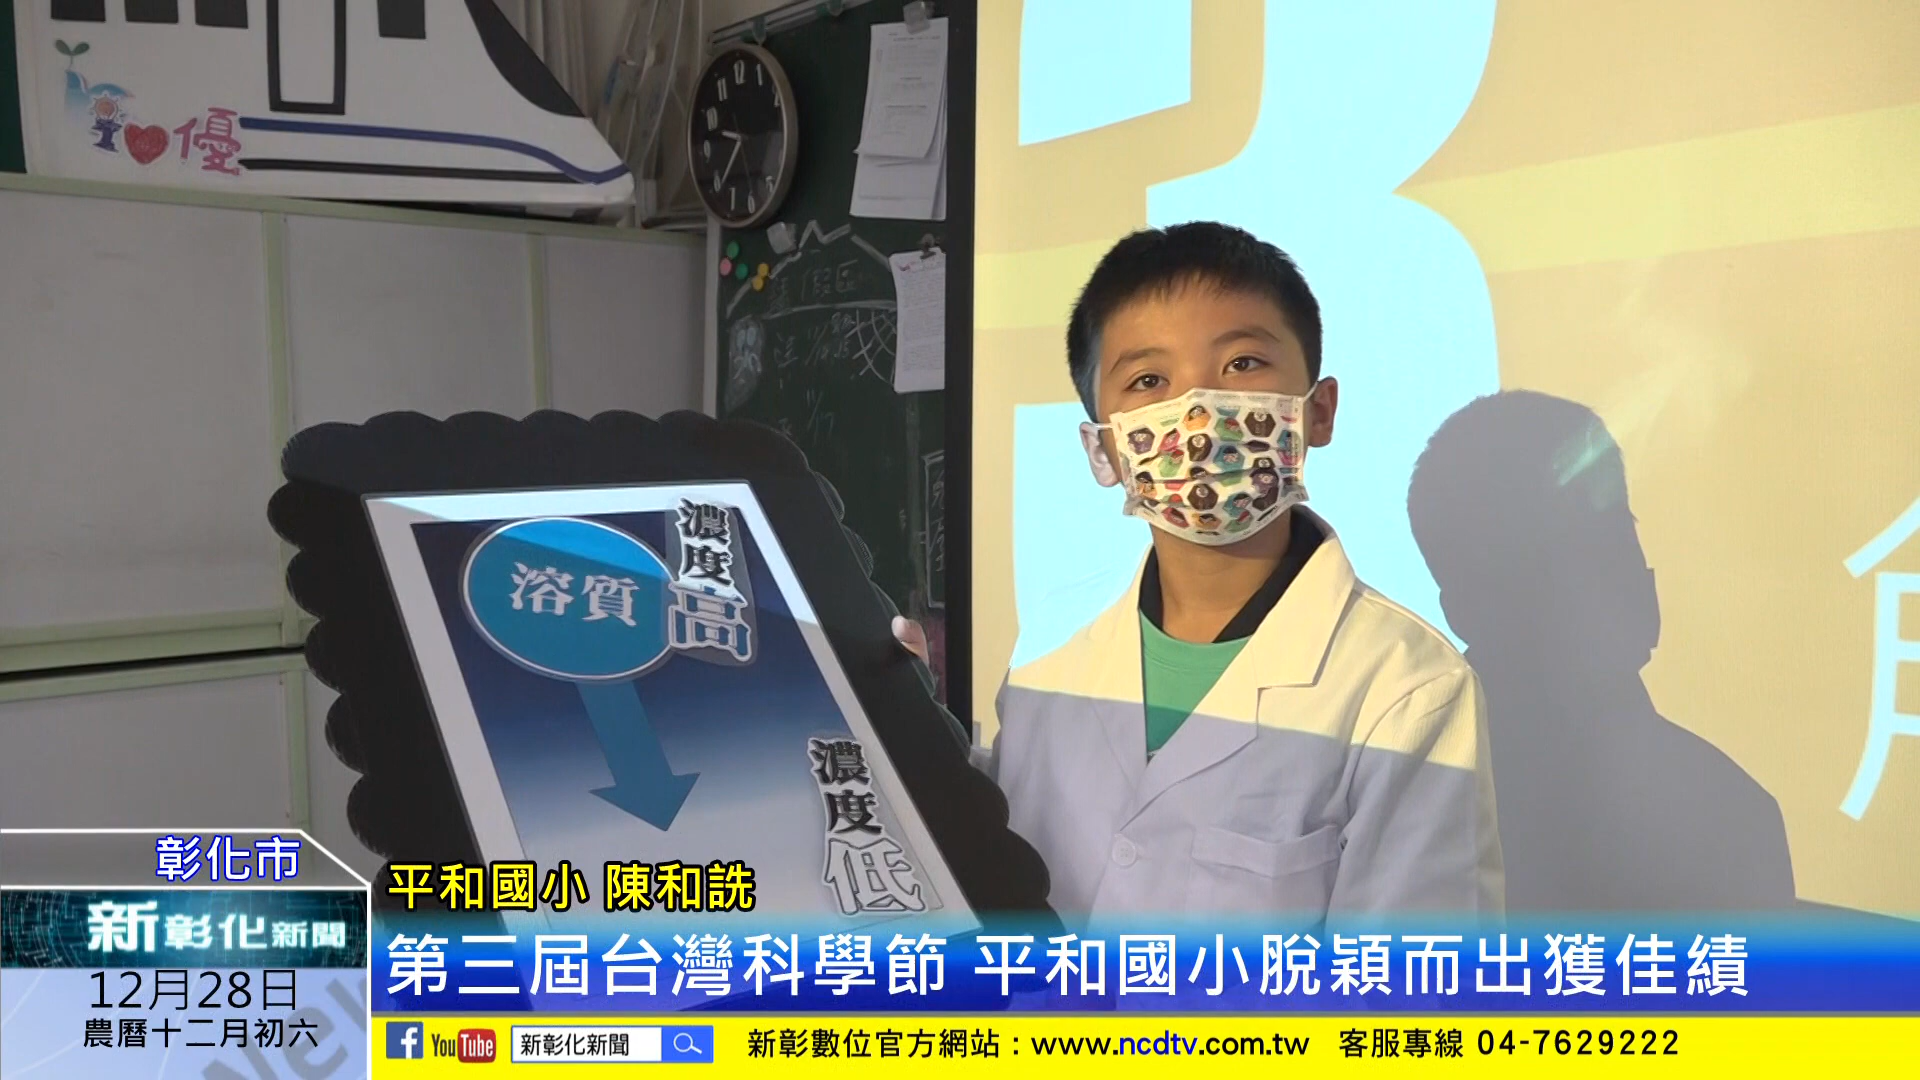 I ❤ 優
12
溶質
濃度高
濃度低
彰化市
新彰化新聞
12月28日
農曆十二月初六
平和國小 陳和詵
第三屆台灣科學節 平和國小脫穎而出獲佳績
f YouTube 新彰化新聞 新彰數位官方網站：www.ncdtv.com.tw 客服專線 04-7629222